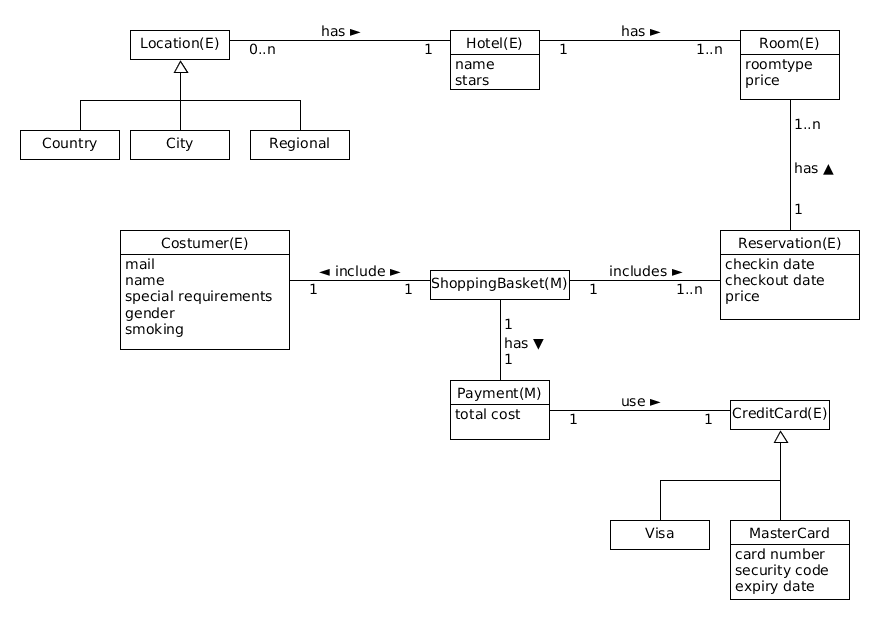 has ►
has ►
Location(E)
Hotel(E)
Room(E)
0..n
1
1
1..n
name
stars
roomtype
price
1..n
Country
City
Regional
has ▲
1
Costumer(E)
Reservation(E)
mail
name
special requirements
gender
smoking
◄ include ►
1
1
ShoppingBasket(M)
includes ►
1
1..n
checkin date
checkout date
price
1
has ▼
1
Payment(M)
total cost
use ►
1
1
CreditCard(E)
Visa
MasterCard
card number
security code
expiry date